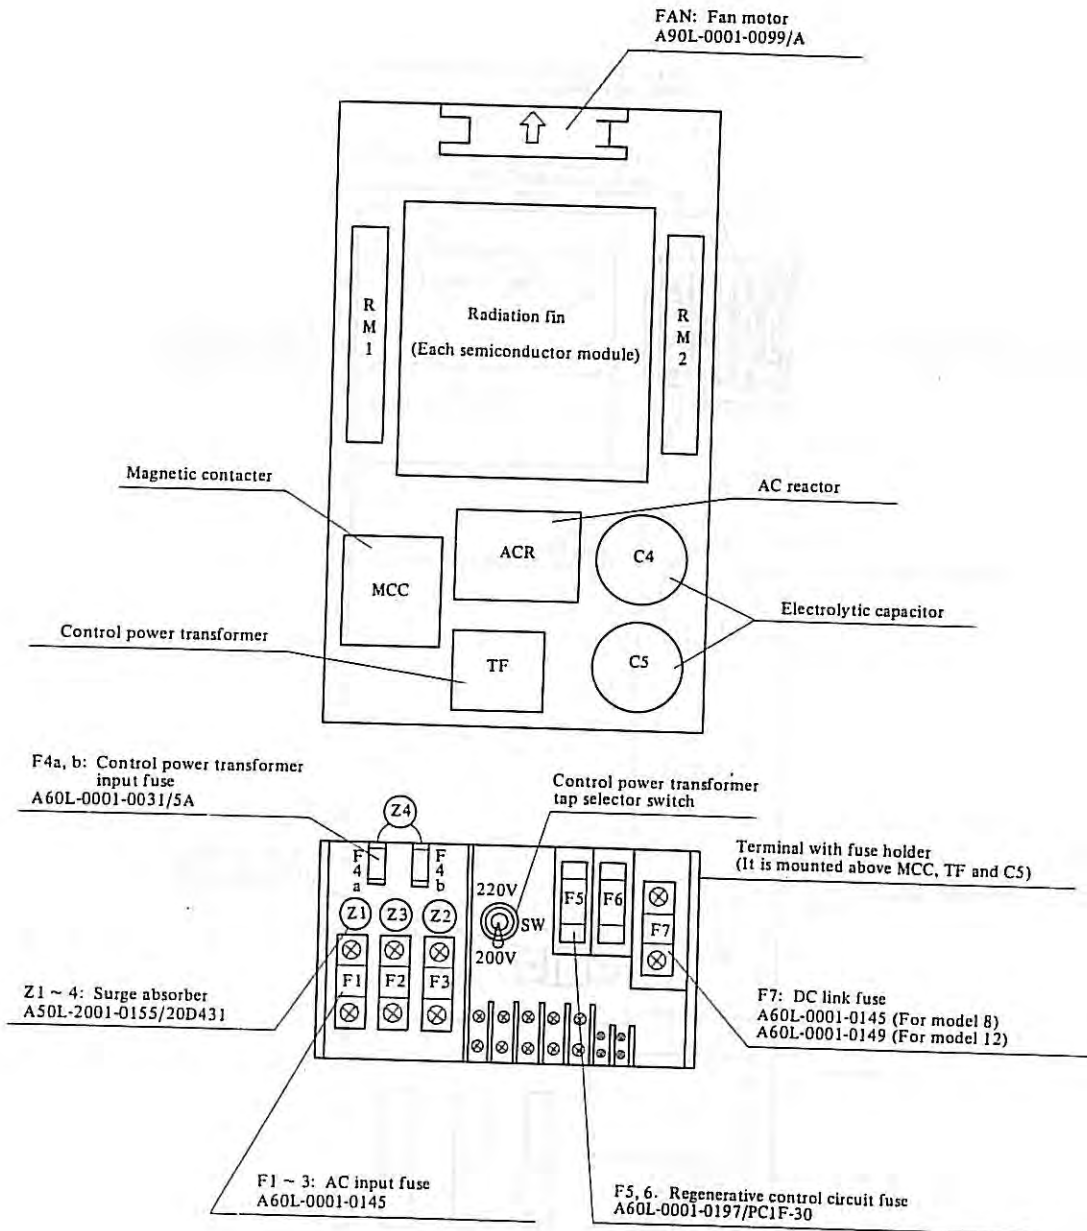 FAN: Fan motor
A90L-0001-0099/A
R
M
1
Radiation fin
(Each semiconductor module)
R
M
2
Magnetic contacter
AC reactor
ACR
C4
MCC
Electrolytic capacitor
Control power transformer
TF
C5
F4a, b: Control power transformer
input fuse
A60L-0001-0031/5A
Control power transformer
tap selector switch
Z4
Terminal with fuse holder
(It is mounted above MCC, TF and C5)
F
4
a
F
4
b
220V
F5
F6
Z1
Z3
Z2
SW
F7
200V
F1
F2
F3
Z1 ~ 4: Surge absorber
A50L-2001-0155/20D431
F7: DC link fuse
A60L-0001-0145 (For model 8)
A60L-0001-0149 (For model 12)
F1 ~ 3: AC input fuse
A60L-0001-0145
F5, 6. Regenerative control circuit fuse
A60L-0001-0197/PC1F-30